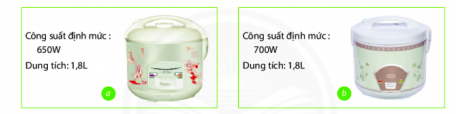 Công suất định mức :
650W
Dung tích: 1,8L
a
Công suất định mức :
700W
Dung tích: 1,8L
b